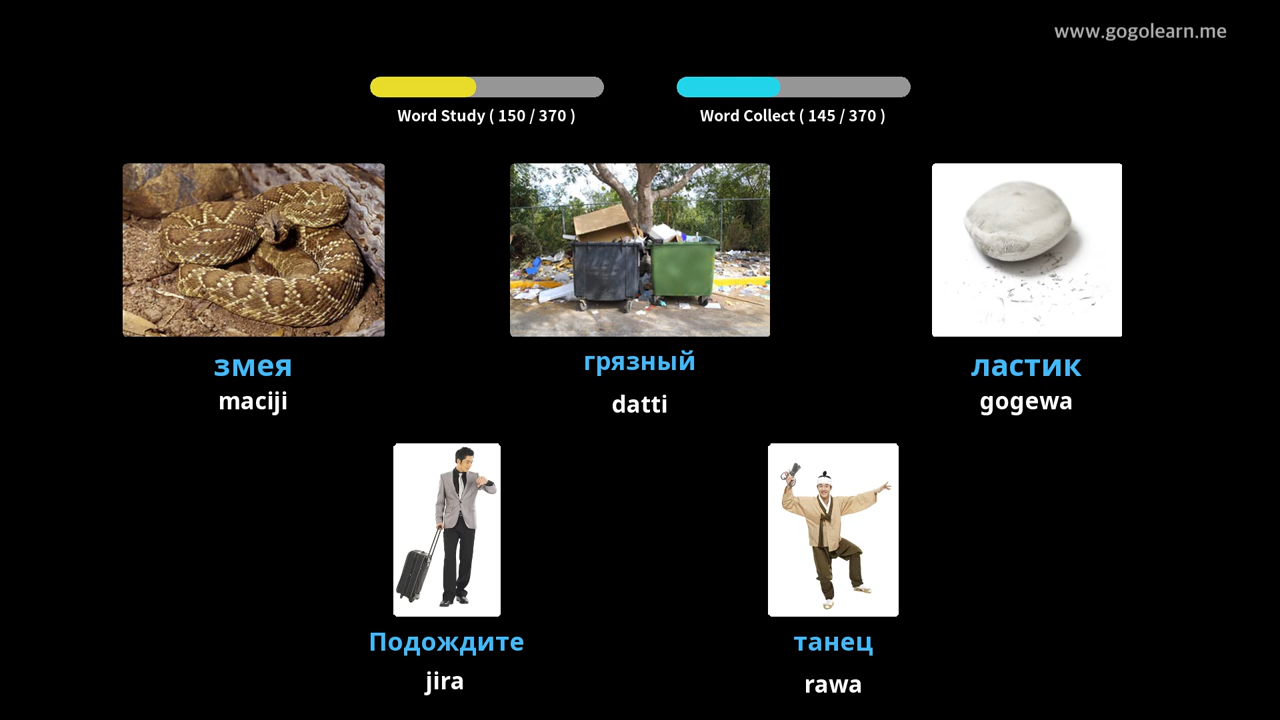 www.gogolearn.me
Word Study ( 150 / 370 )
Word Collect ( 145 / 370 )
змея
maciji
грязный
datti
ластик
gogewa
Подождите
jira
танец
rawa